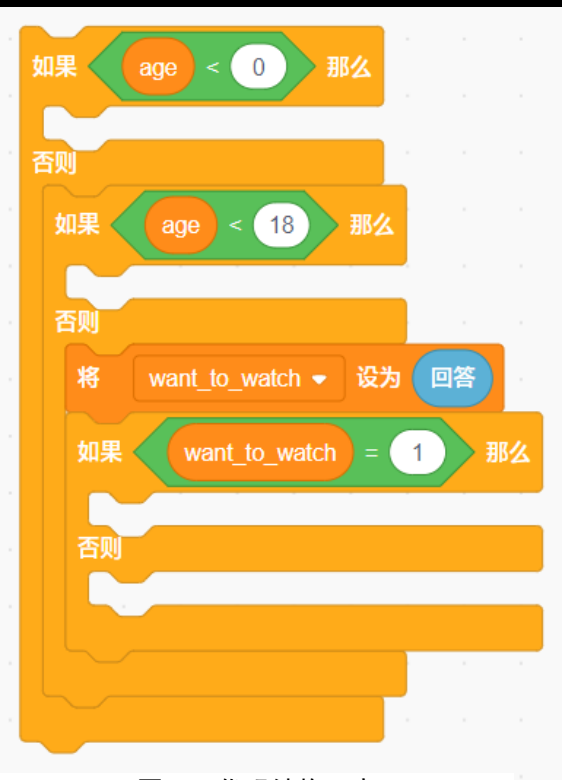 如果 age < 0 那么
否则
如果 age < 18 那么
否则
将 want_to_watch 设为 回答
如果 want_to_watch = 1 那么
否则